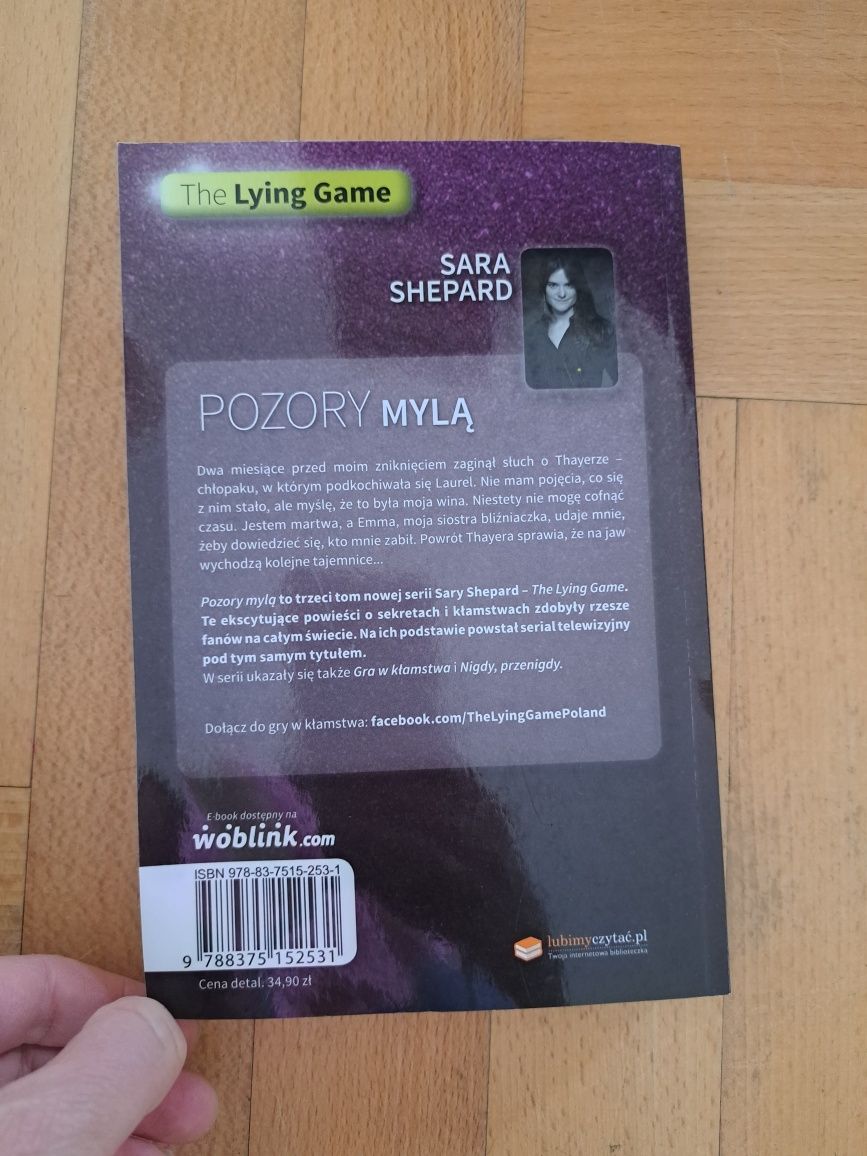 The Lying Game
SARA
SHEPARD
POZORY MYLĄ
Dwa miesiące przed moim zniknięciem zaginął słuch o Thayerze –
chłopaku, w którym podkochiwała się Laurel. Nie mam pojęcia, co się
z nim stało, ale myślę, że to była moja wina. Niestety nie mogę cofnąć
czasu. Jestem martwa, a Emma, moja siostra bliźniaczka, udaje mnie,
żeby dowiedzieć się, kto mnie zabił. Powrót Thayera sprawia, że na jaw
wychodzą kolejne tajemnice...
Pozory mylą to trzeci tom nowej serii Sary Shepard – The Lying Game.
Te ekscytujące powieści o sekretach i kłamstwach zdobyły rzesze
fanów na całym świecie. Na ich podstawie powstał serial telewizyjny
pod tym samym tytułem.
W serii ukazały się także Gra w kłamstwa i Nigdy, przenigdy.
Dołącz do gry w kłamstwa: facebook.com/TheLyingGamePoland
E-book dostępny na
woblink.com
ISBN 978-83-7515-253-1
9 788375 152531
Cena detal. 34,90 zł
lubimyczytać.pl
Twoja internetowa biblioteczka